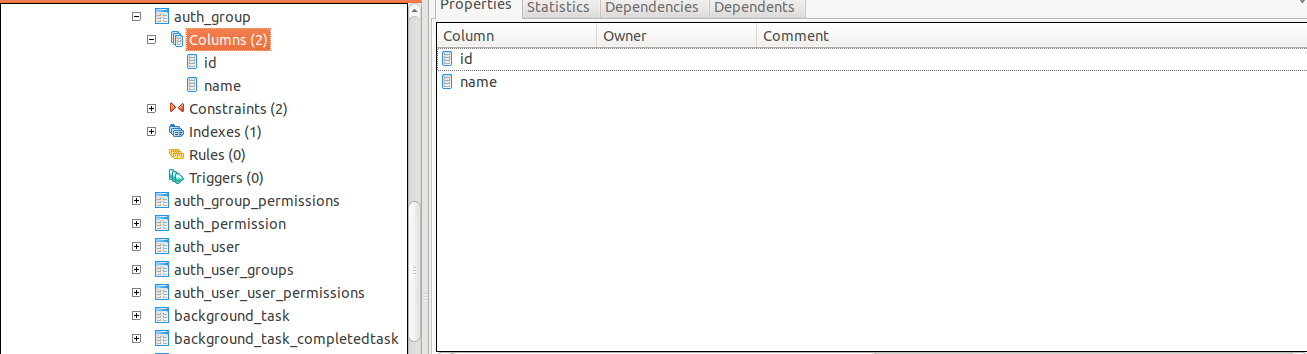 auth_group
Columns (2)
id
name
Constraints (2)
Indexes (1)
Rules (0)
Triggers (0)
auth_group_permissions
auth_permission
auth_user
auth_user_groups
auth_user_user_permissions
background_task
background_task_completedtask
Properties Statistics Dependencies Dependents
Column Owner Comment
id
name